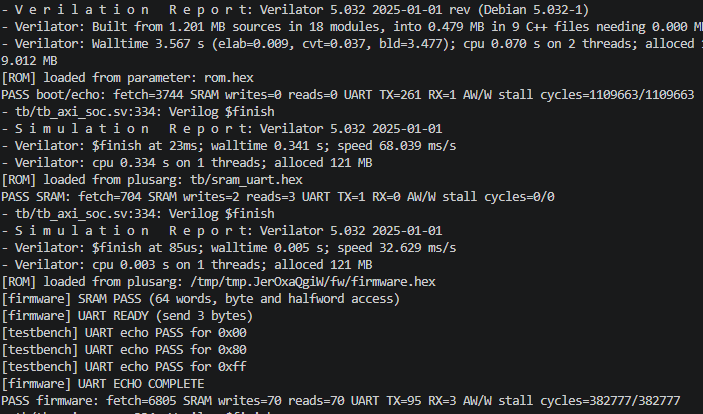 - V e r i l a t i o n   R e p o r t: Verilator 5.032 2025-01-01 rev (Debian 5.032-1)
- Verilator: Built from 1.201 MB sources in 18 modules, into 0.479 MB in 9 C++ files needing 0.000 M
- Verilator: Walltime 3.567 s (elab=0.009, cvt=0.037, bld=3.477); cpu 0.070 s on 2 threads; alloced
9.012 MB
[ROM] loaded from parameter: rom.hex
PASS boot/echo: fetch=3744 SRAM writes=0 reads=0 UART TX=261 RX=1 AW/W stall cycles=1109663/1109663
- tb/tb_axi_soc.sv:334: Verilog $finish
- S i m u l a t i o n   R e p o r t: Verilator 5.032 2025-01-01
- Verilator: $finish at 23ms; walltime 0.341 s; speed 68.039 ms/s
- Verilator: cpu 0.334 s on 1 threads; alloced 121 MB
[ROM] loaded from plusarg: tb/sram_uart.hex
PASS SRAM: fetch=704 SRAM writes=2 reads=3 UART TX=1 RX=0 AW/W stall cycles=0/0
- tb/tb_axi_soc.sv:334: Verilog $finish
- S i m u l a t i o n   R e p o r t: Verilator 5.032 2025-01-01
- Verilator: $finish at 85us; walltime 0.005 s; speed 32.629 ms/s
- Verilator: cpu 0.003 s on 1 threads; alloced 121 MB
[ROM] loaded from plusarg: /tmp/tmp.JerOxaQgiW/fw/firmware.hex
[firmware] SRAM PASS (64 words, byte and halfword access)
[firmware] UART READY (send 3 bytes)
[testbench] UART echo PASS for 0x00
[testbench] UART echo PASS for 0x80
[testbench] UART echo PASS for 0xff
[firmware] UART ECHO COMPLETE
PASS firmware: fetch=6805 SRAM writes=70 reads=70 UART TX=95 RX=3 AW/W stall cycles=382777/382777